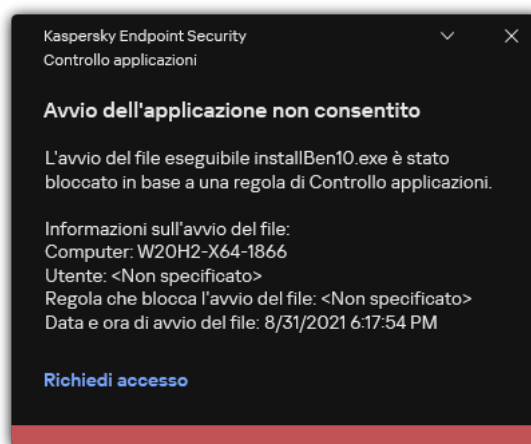 Kaspersky Endpoint Security
Controllo applicazioni
Avvio dell'applicazione non consentito
L'avvio del file eseguibile installBen10.exe è stato
bloccato in base a una regola di Controllo applicazioni.
Informazioni sull'avvio del file:
Computer: W20H2-X64-1866
Utente: <Non specificato>
Regola che blocca l'avvio del file: <Non specificato>
Data e ora di avvio del file: 8/31/2021 6:17:54 PM
Richiedi accesso